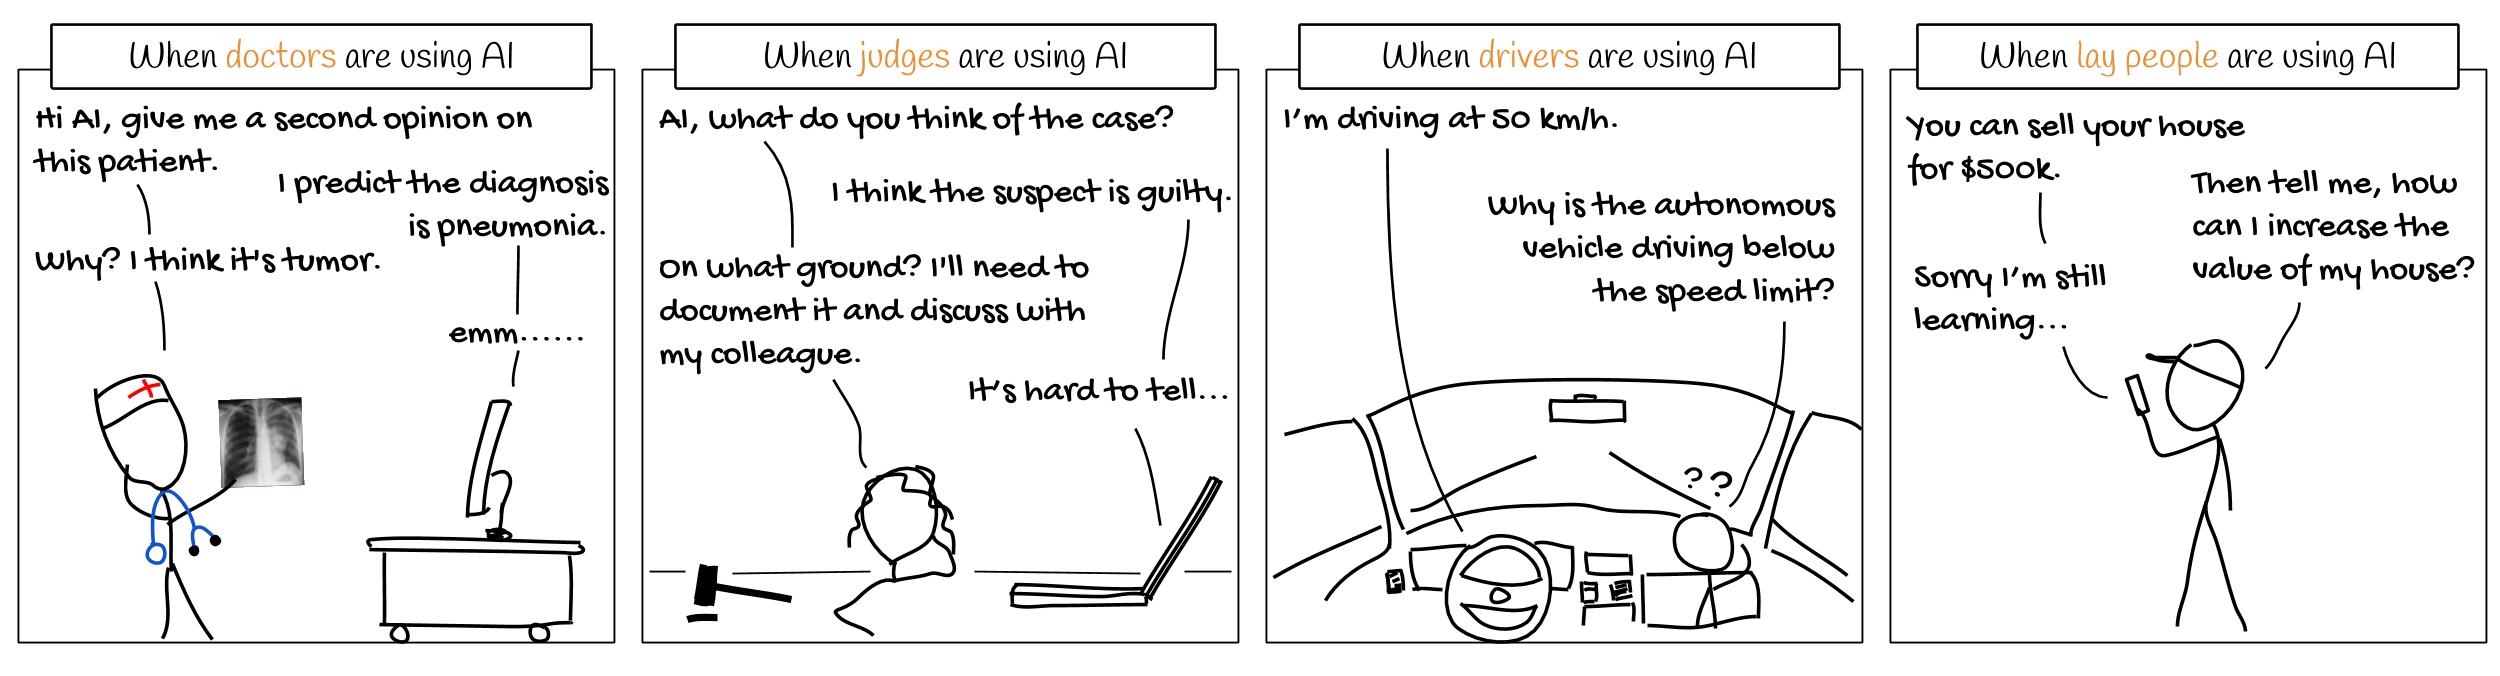 When doctors are using AI
Hi AI, give me a second opinion on
this patient.
I predict the diagnosis
is pneumonia.
Why? I think it's tumor.
emm......
When judges are using AI
AI, what do you think of the case?
I think the suspect is guilty.
On what ground? I'll need to
document it and discuss with
my colleague.
It's hard to tell...
When drivers are using AI
I'm driving at 50 km/h.
Why is the autonomous
vehicle driving below
the speed limit?
? ?
When lay people are using AI
You can sell your house
for $500k.
Then tell me, how
can I increase the
value of my house?
Sorry I'm still
learning...